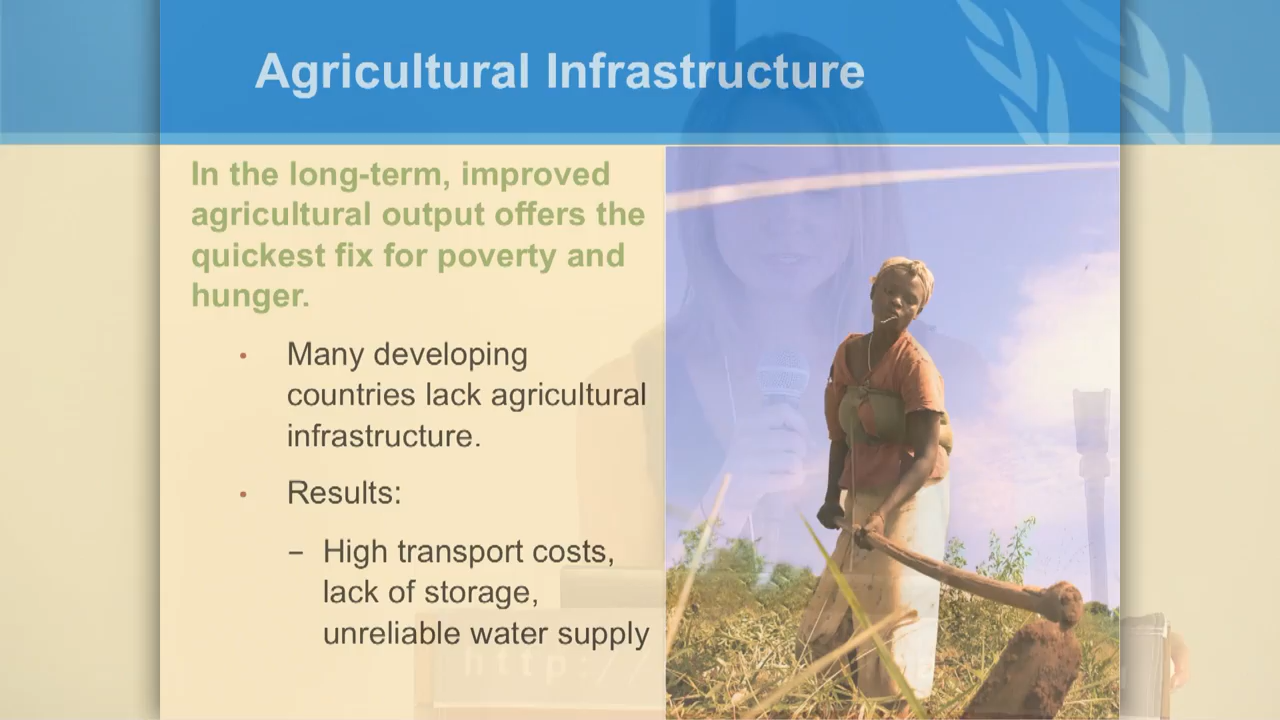 Agricultural Infrastructure
In the long-term, improved
agricultural output offers the
quickest fix for poverty and
hunger.
• Many developing
countries lack agricultural
infrastructure.
• Results:
– High transport costs,
lack of storage,
unreliable water supply
http://